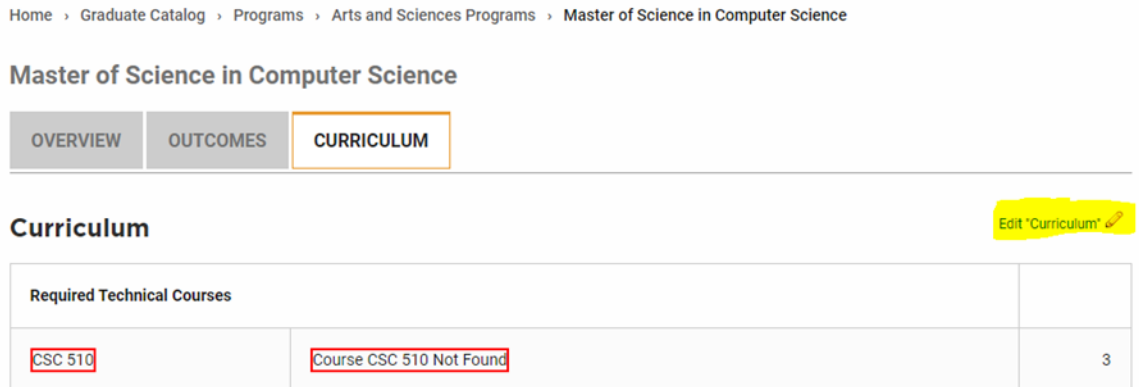 Home › Graduate Catalog › Programs › Arts and Sciences Programs › Master of Science in Computer Science
Master of Science in Computer Science
OVERVIEW OUTCOMES CURRICULUM
Curriculum Edit "Curriculum"
Required Technical Courses
CSC 510 Course CSC 510 Not Found 3